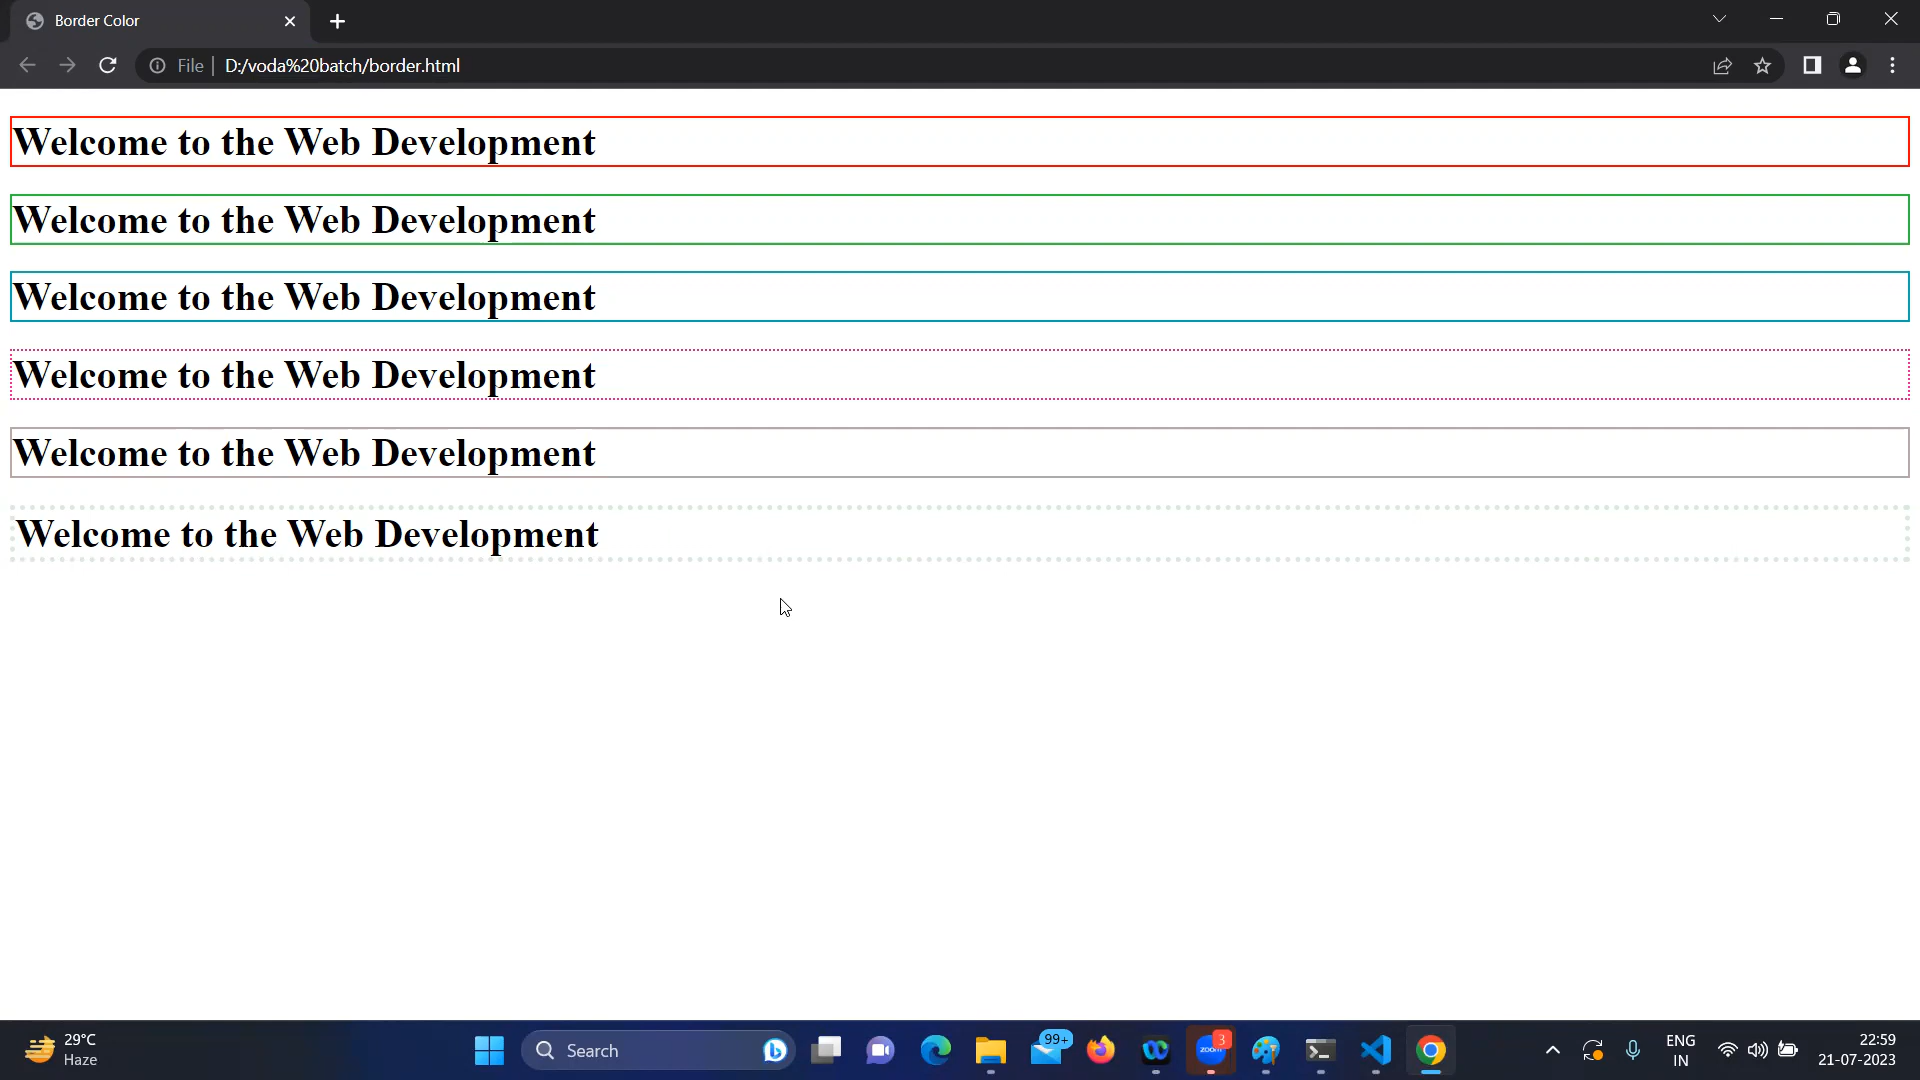 Border Color
File | D:/voda%20batch/border.html
Welcome to the Web Development
Welcome to the Web Development
Welcome to the Web Development
Welcome to the Web Development
Welcome to the Web Development
Welcome to the Web Development
29°C
Haze
Search
99+
zoom
3
ENG
IN
22:59
21-07-2023